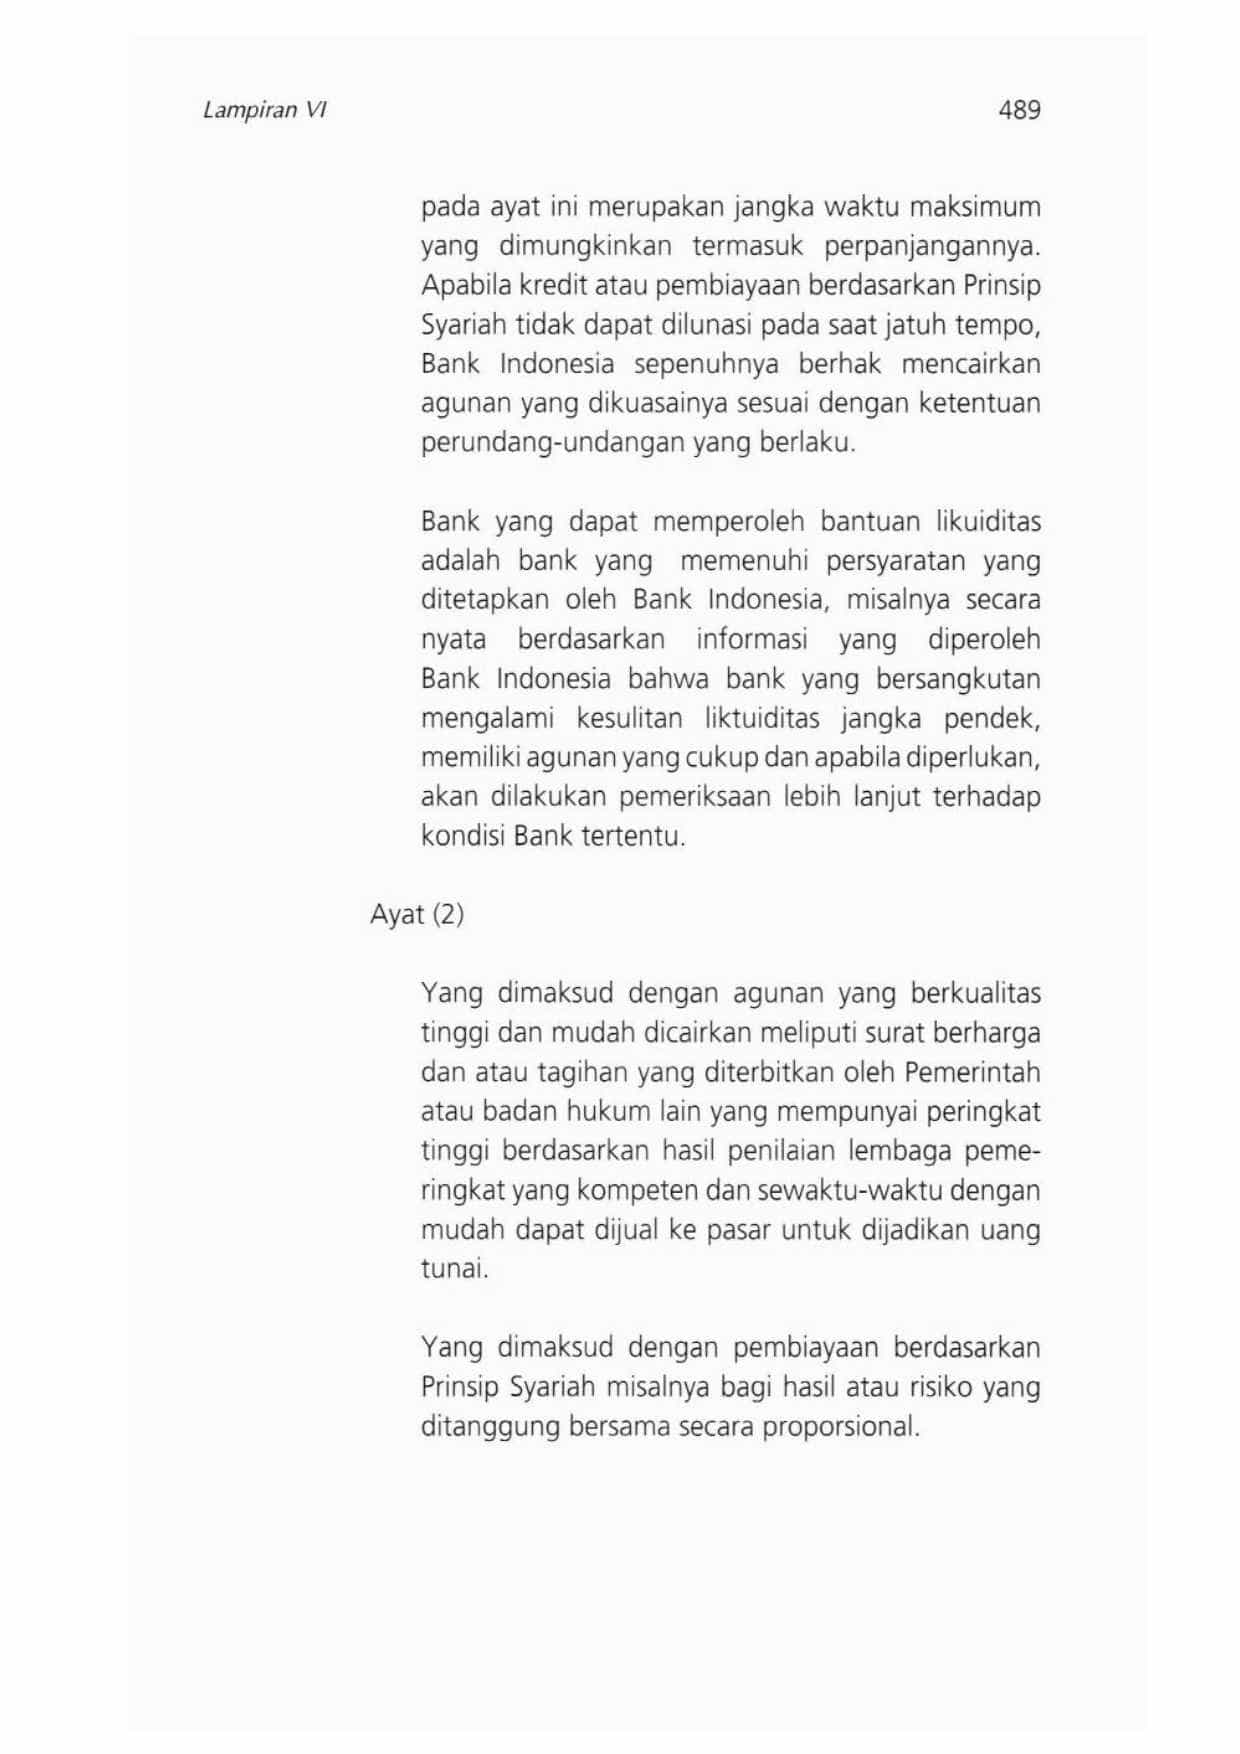 Lampiran VI 489
pada ayat ini merupakan jangka waktu maksimum
yang dimungkinkan termasuk perpanjangannya.
Apabila kredit atau pembiayaan berdasarkan Prinsip
Syariah tidak dapat dilunasi pada saat jatuh tempo,
Bank Indonesia sepenuhnya berhak mencairkan
agunan yang dikuasainya sesuai dengan ketentuan
perundang-undangan yang berlaku.
Bank yang dapat memperoleh bantuan likuiditas
adalah bank yang memenuhi persyaratan yang
ditetapkan oleh Bank Indonesia, misalnya secara
nyata berdasarkan informasi yang diperoleh
Bank Indonesia bahwa bank yang bersangkutan
mengalami kesulitan liktuiditas jangka pendek,
memiliki agunan yang cukup dan apabila diperlukan,
akan dilakukan pemeriksaan lebih lanjut terhadap
kondisi Bank tertentu.
Ayat (2)
Yang dimaksud dengan agunan yang berkualitas
tinggi dan mudah dicairkan meliputi surat berharga
dan atau tagihan yang diterbitkan oleh Pemerintah
atau badan hukum lain yang mempunyai peringkat
tinggi berdasarkan hasil penilaian lembaga peme-
ringkat yang kompeten dan sewaktu-waktu dengan
mudah dapat dijual ke pasar untuk dijadikan uang
tunai.
Yang dimaksud dengan pembiayaan berdasarkan
Prinsip Syariah misalnya bagi hasil atau risiko yang
ditanggung bersama secara proporsional.